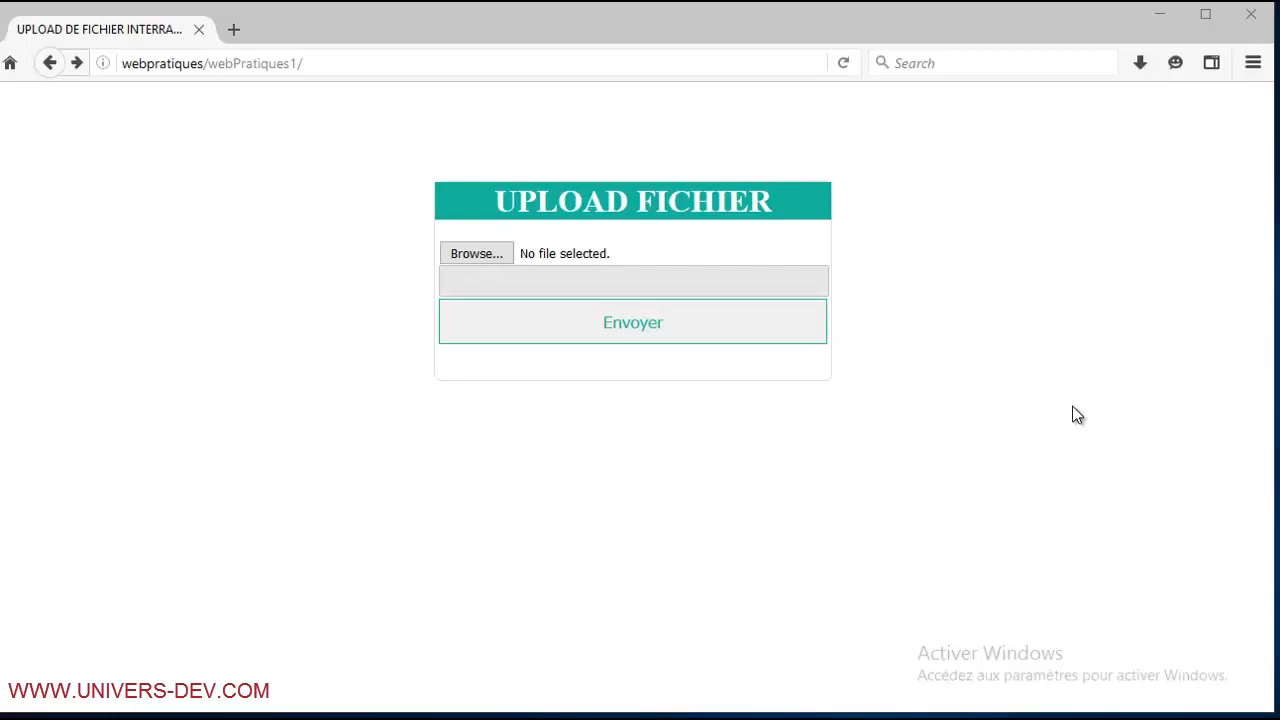 UPLOAD DE FICHIER INTERRA...
webpratiques/webPratiques1/
Search
UPLOAD FICHIER
Browse... No file selected.
Envoyer
Activer Windows
Accédez aux paramètres pour activer Windows.
WWW.UNIVERS-DEV.COM